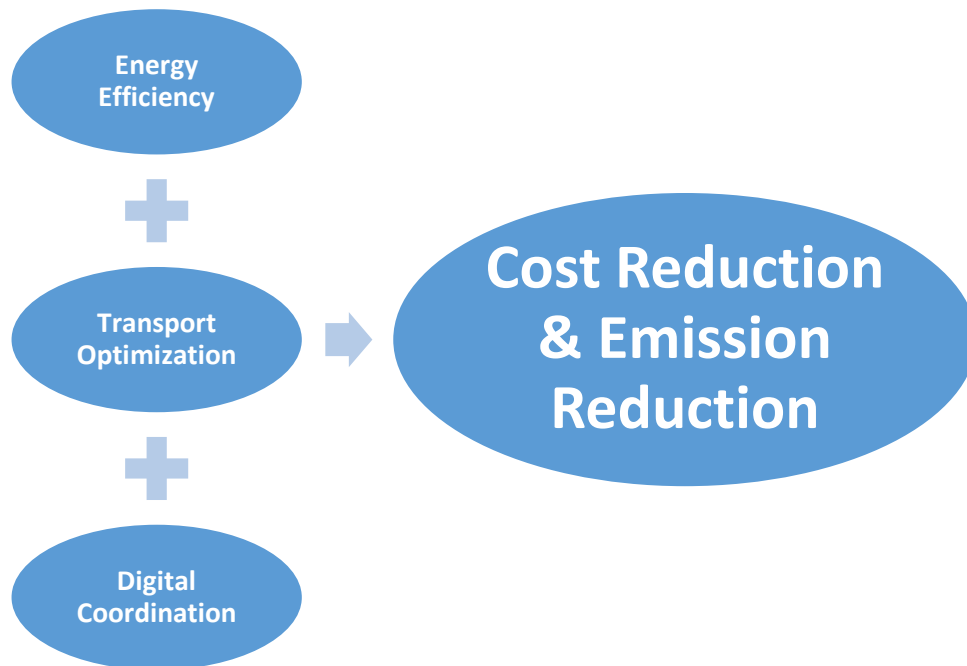 Energy
Efficiency
Transport
Optimization
Digital
Coordination
Cost Reduction
& Emission
Reduction